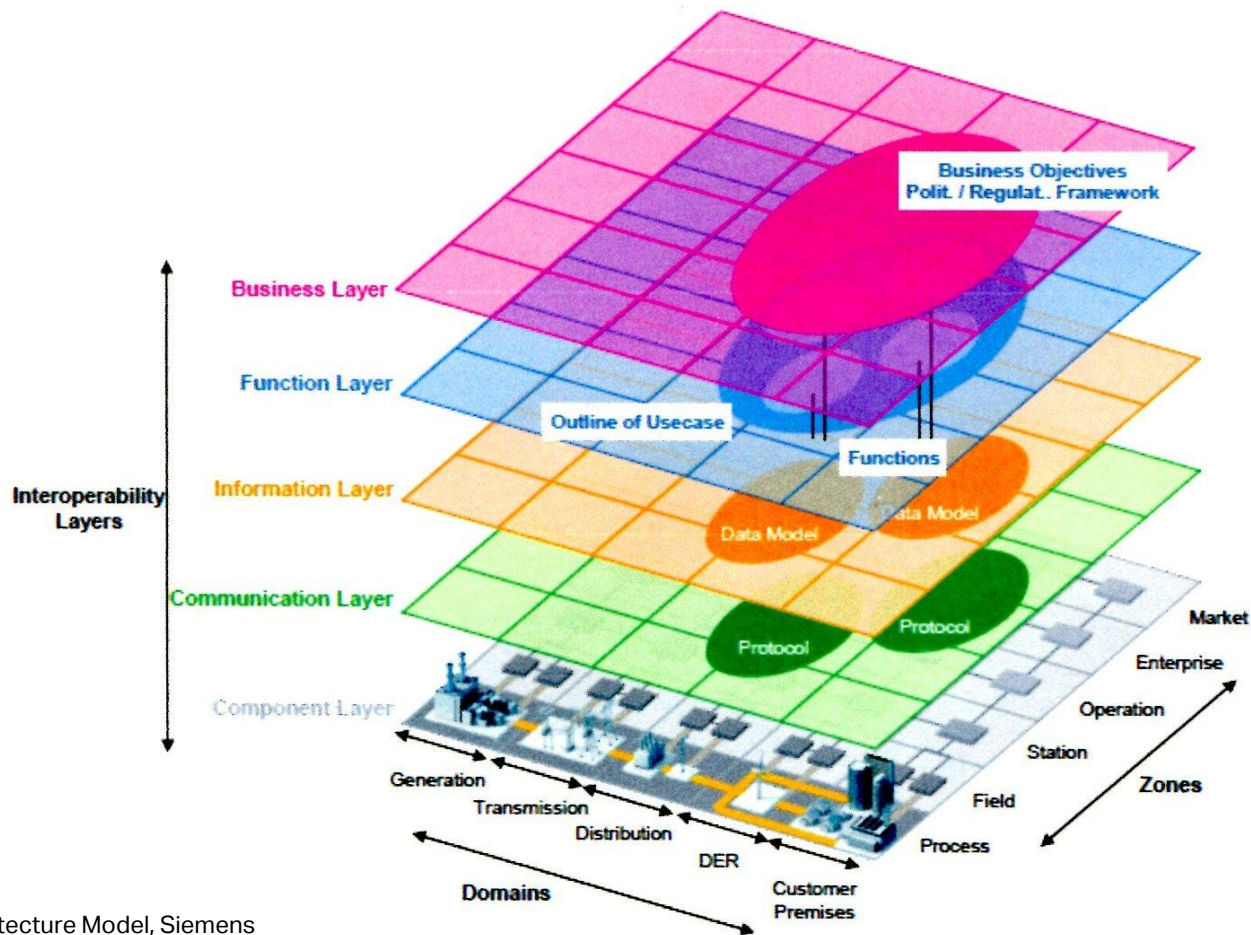 Business Objectives
Polit. / Regulat.. Framework
Business Layer
Function Layer
Outline of Usecase
Functions
Interoperability
Layers
Information Layer
Data Model
Data Model
Communication Layer
Protocol
Protocol
Component Layer
Market
Enterprise
Operation
Station
Field
Process
Zones
Generation
Transmission
Distribution
DER
Customer
Premises
Domains
tecture Model, Siemens